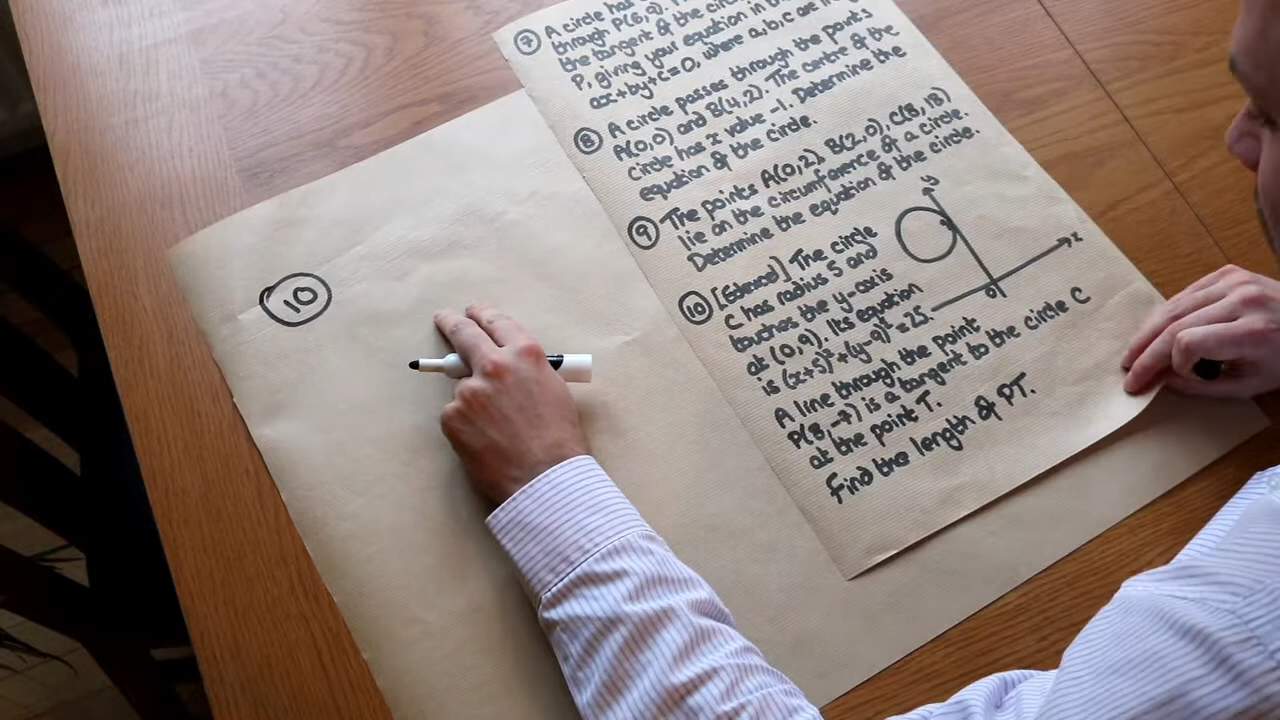 10
7 A circle has
through P(6,
the tangent of the circ
P, giving your equation in the
ax+by+c=0, where a,b,c are in
8 A circle passes through the points
A(0,0) and B(4,2). The centre of the
circle has x value -1. Determine the
equation of the circle.
9 The points A(0,2), B(2,0), C(8,18)
lie on the circumference of a circle.
Determine the equation of the circle.
10 [Edexcel] The circle
C has radius 5 and
touches the y-axis
at (0,9). Its equation
is (x+5)²+(y-9)²=25.
A line through the point
P(8,-7) is a tangent to the circle C
at the point T.
Find the length of PT.
y
x
0